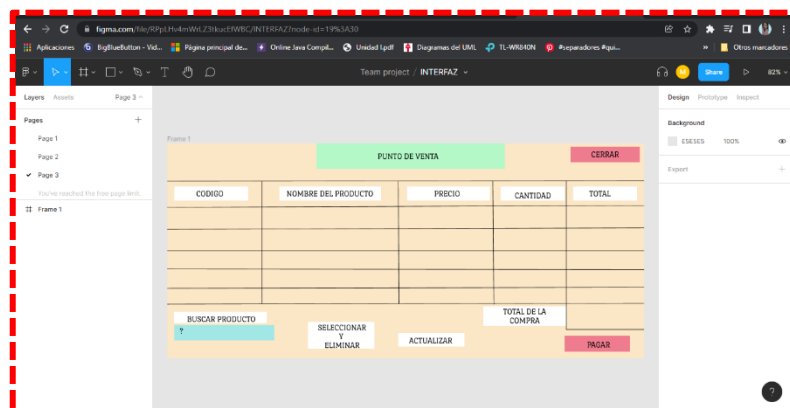 figma.com/file/RPpLHv4mWrLZ3tkucEfWBC/INTERFAZ?node-id=19%3A30
Aplicaciones BigBlueButton - Vid... Página principal de... Online Java Compil... Unidad I.pdf Diagramas del UML TL-WR840N #separadores #qui... » Otros marcadores
Team project / INTERFAZ
M Share 82%
Layers Assets Page 3
Design Prototype Inspect
Pages
Background
Page 1
E5E5E5 100%
Page 2
Page 3
Export
You've reached the free page limit.
Frame 1
Frame 1
PUNTO DE VENTA CERRAR
CODIGO NOMBRE DEL PRODUCTO PRECIO CANTIDAD TOTAL
BUSCAR PRODUCTO
?
SELECCIONAR
Y
ELIMINAR
ACTUALIZAR
TOTAL DE LA
COMPRA
PAGAR
?